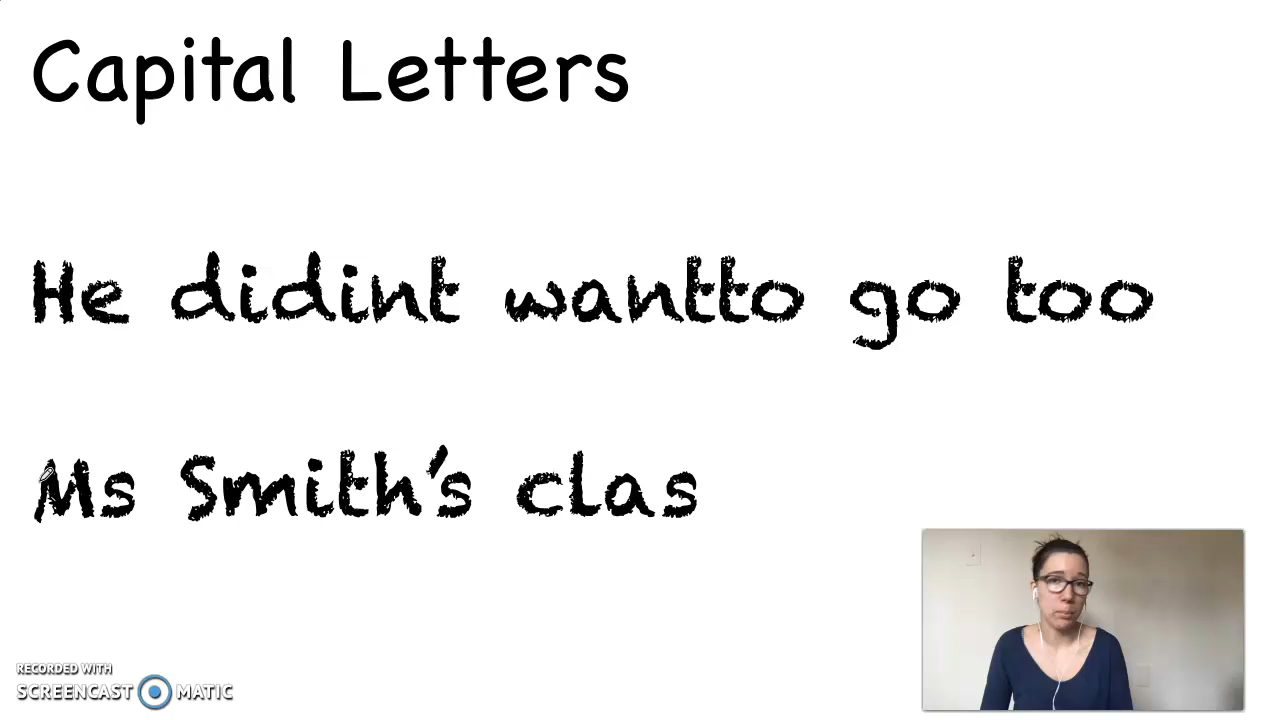 Capital Letters
He didint wantto go too
Ms Smith's clas
RECORDED WITH
SCREENCAST MATIC